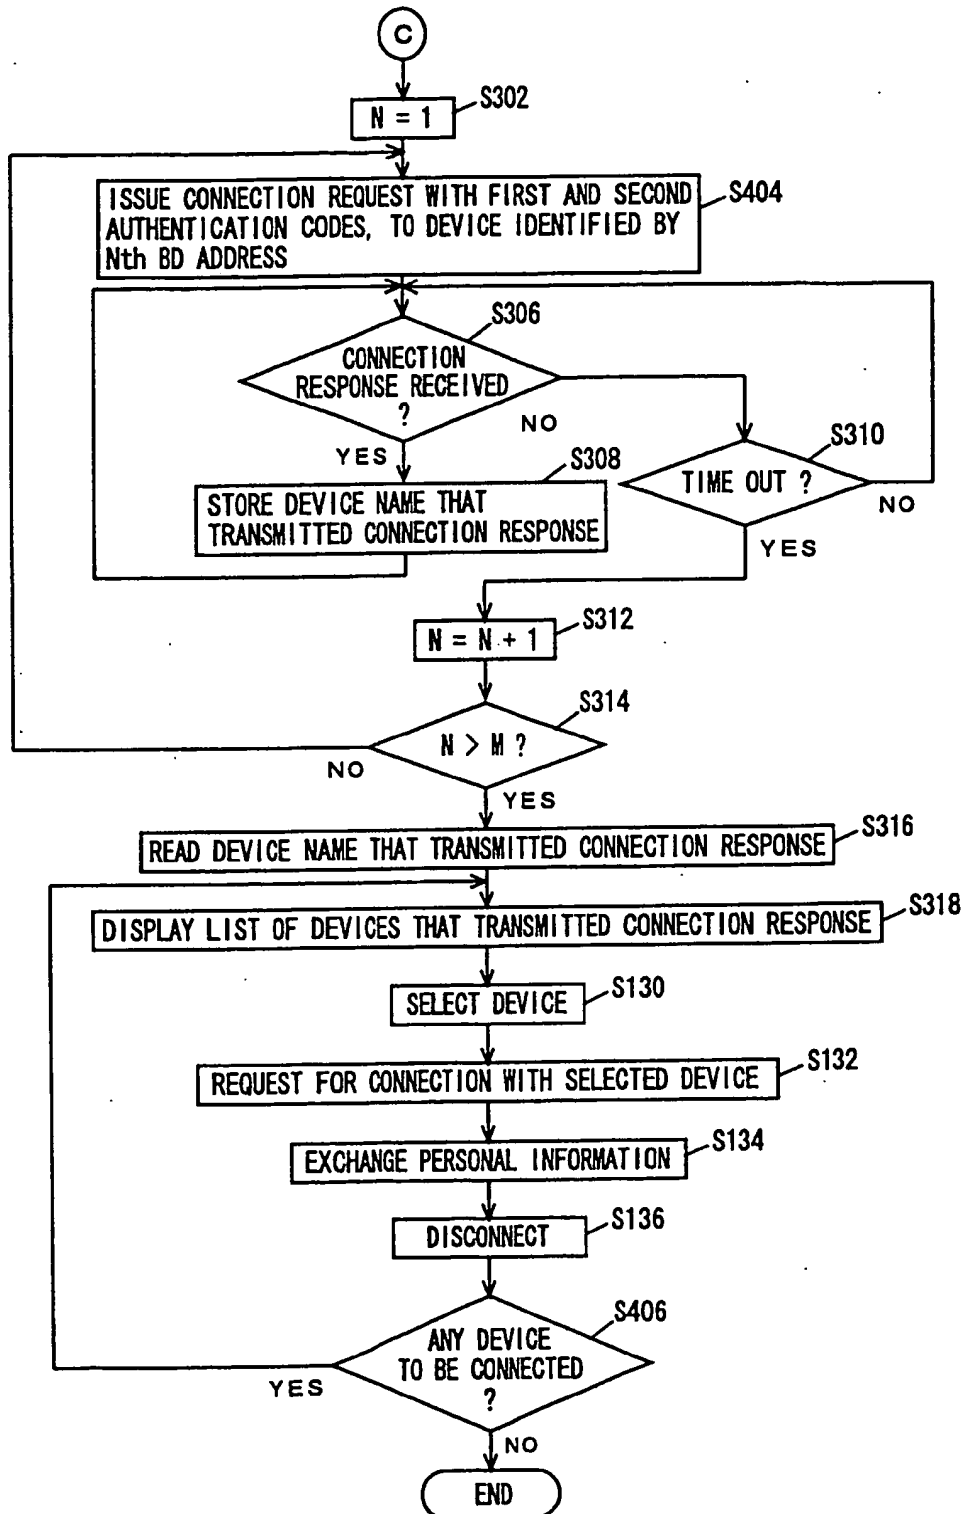 C
N = 1
S302
ISSUE CONNECTION REQUEST WITH FIRST AND SECOND
AUTHENTICATION CODES, TO DEVICE IDENTIFIED BY
Nth BD ADDRESS
S404
S306
CONNECTION
RESPONSE RECEIVED
?
NO
YES
S310
TIME OUT ?
NO
YES
S308
STORE DEVICE NAME THAT
TRANSMITTED CONNECTION RESPONSE
S312
N = N + 1
S314
N > M ?
NO
YES
S316
READ DEVICE NAME THAT TRANSMITTED CONNECTION RESPONSE
S318
DISPLAY LIST OF DEVICES THAT TRANSMITTED CONNECTION RESPONSE
S130
SELECT DEVICE
S132
REQUEST FOR CONNECTION WITH SELECTED DEVICE
S134
EXCHANGE PERSONAL INFORMATION
S136
DISCONNECT
S406
ANY DEVICE
TO BE CONNECTED
?
YES
NO
END